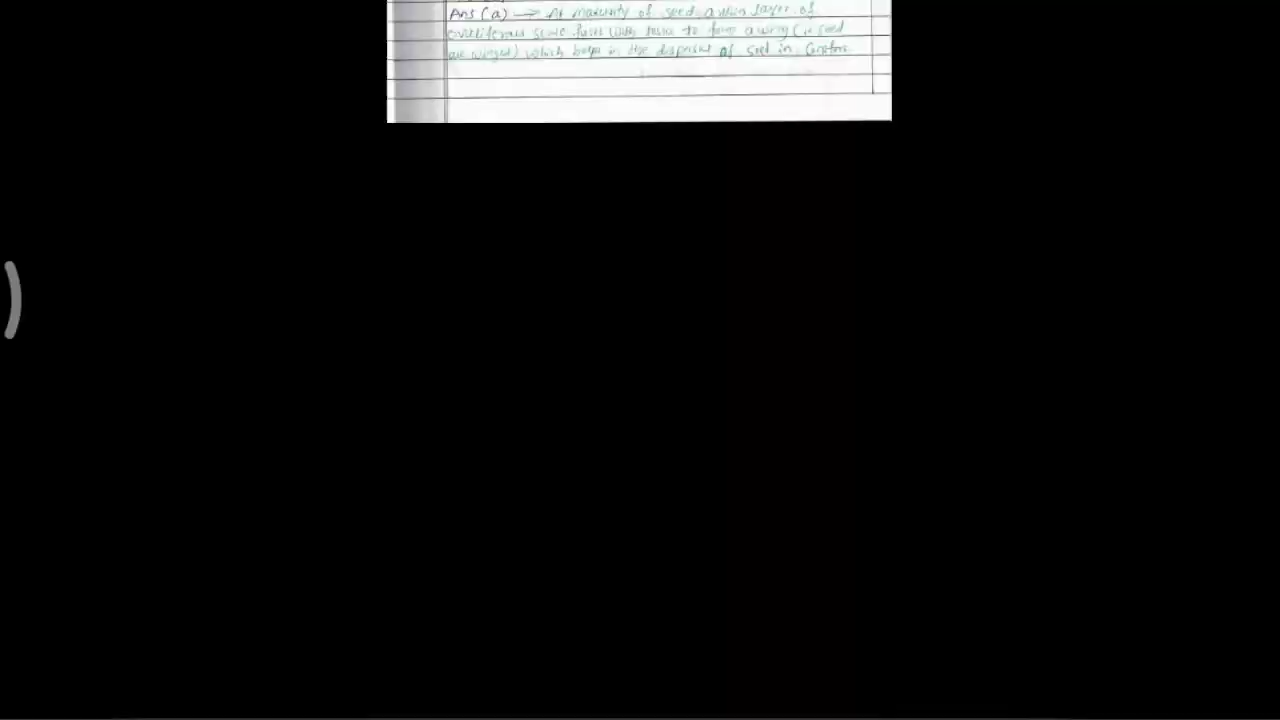 Ans (a) → At maturity of seed a thin layer of
ovuliferous scale fuses with testa to form a wing (ie seed
are winged) which helps in the dispersal of seed in